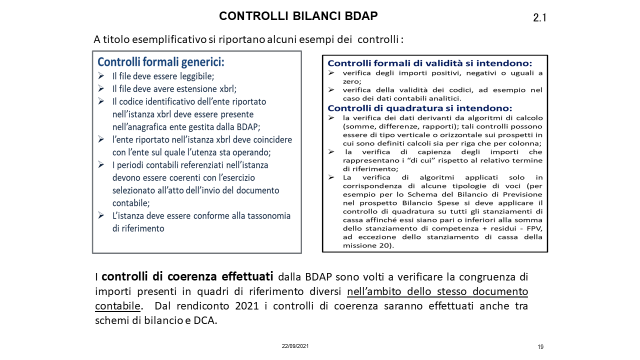 CONTROLLI BILANCI BDAP
2.1
A titolo esemplificativo si riportano alcuni esempi dei controlli :
Controlli formali generici:
➢ Il file deve essere leggibile;
➢ Il file deve avere estensione xbrl;
➢ Il codice identificativo dell'ente riportato
nell'istanza xbrl deve essere presente
nell'anagrafica ente gestita dalla BDAP;
➢ l'ente riportato nell'istanza xbrl deve coincidere
con l'ente sul quale l'utenza sta operando;
➢ I periodi contabili referenziati nell'istanza
devono essere coerenti con l'esercizio
selezionato all'atto dell'invio del documento
contabile;
➢ L'istanza deve essere conforme alla tassonomia
di riferimento
Controlli formali di validità si intendono:
➢ verifica degli importi positivi, negativi o uguali a
zero;
➢ verifica della validità dei codici, ad esempio nel
caso dei dati contabili analitici.
Controlli di quadratura si intendono:
➢ la verifica dei dati derivanti da algoritmi di calcolo
(somme, differenze, rapporti); tali controlli possono
essere di tipo verticale o orizzontale sui prospetti in
cui sono definiti calcoli sia per riga che per colonna;
➢ la verifica di capienza degli importi che
rappresentano i "di cui" rispetto al relativo termine
di riferimento;
➢ La verifica di algoritmi applicati solo in
corrispondenza di alcune tipologie di voci (per
esempio per lo Schema del Bilancio di Previsione
nel prospetto Bilancio Spese si deve applicare il
controllo di quadratura su tutti gli stanziamenti di
cassa affinché essi siano pari o inferiori alla somma
dello stanziamento di competenza + residui - FPV,
ad eccezione dello stanziamento di cassa della
missione 20).
I controlli di coerenza effettuati dalla BDAP sono volti a verificare la congruenza di
importi presenti in quadri di riferimento diversi nell'ambito dello stesso documento
contabile. Dal rendiconto 2021 i controlli di coerenza saranno effettuati anche tra
schemi di bilancio e DCA.
22/09/2021
19